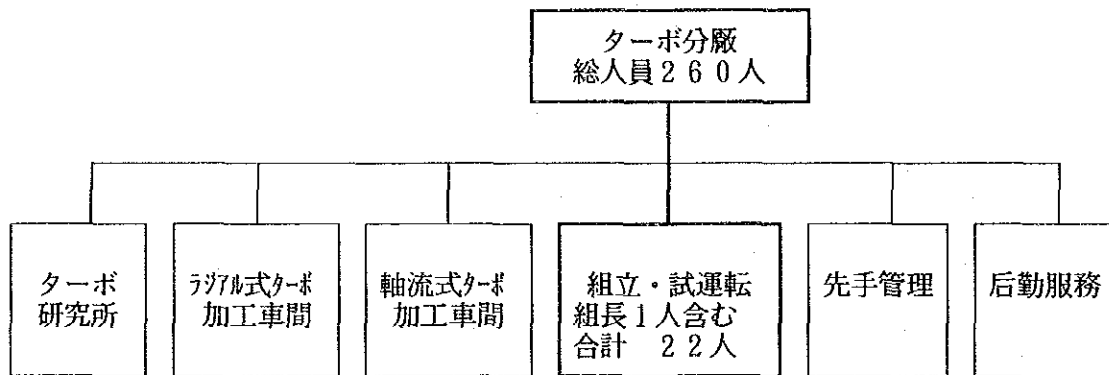 ターボ分厰
総人員260人
ターボ
研究所
ラジアル式ターボ
加工車間
軸流式ターボ
加工車間
組立・試運転
組長1人含む
合計 22人
先手管理
后勤服務